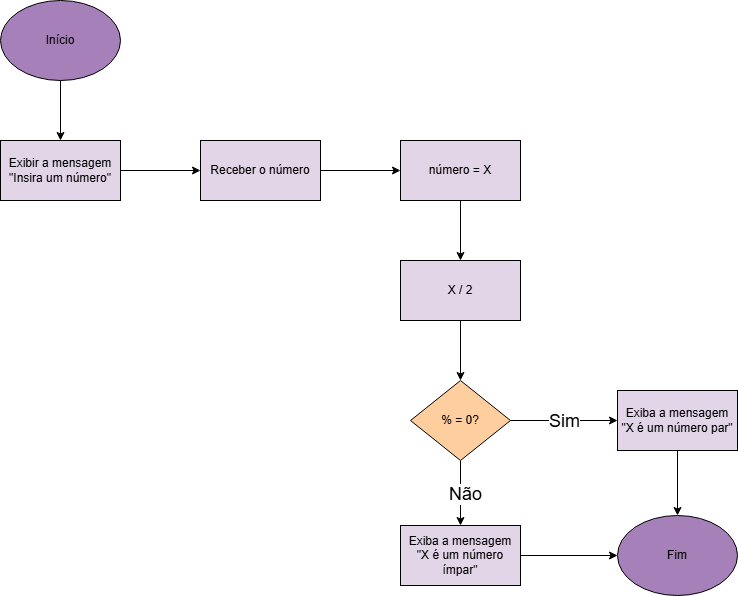 Início
Exibir a mensagem
"Insira um número"
Receber o número
número = X
X / 2
% = 0?
Sim
Exiba a mensagem
"X é um número par"
Não
Exiba a mensagem
"X é um número
ímpar"
Fim